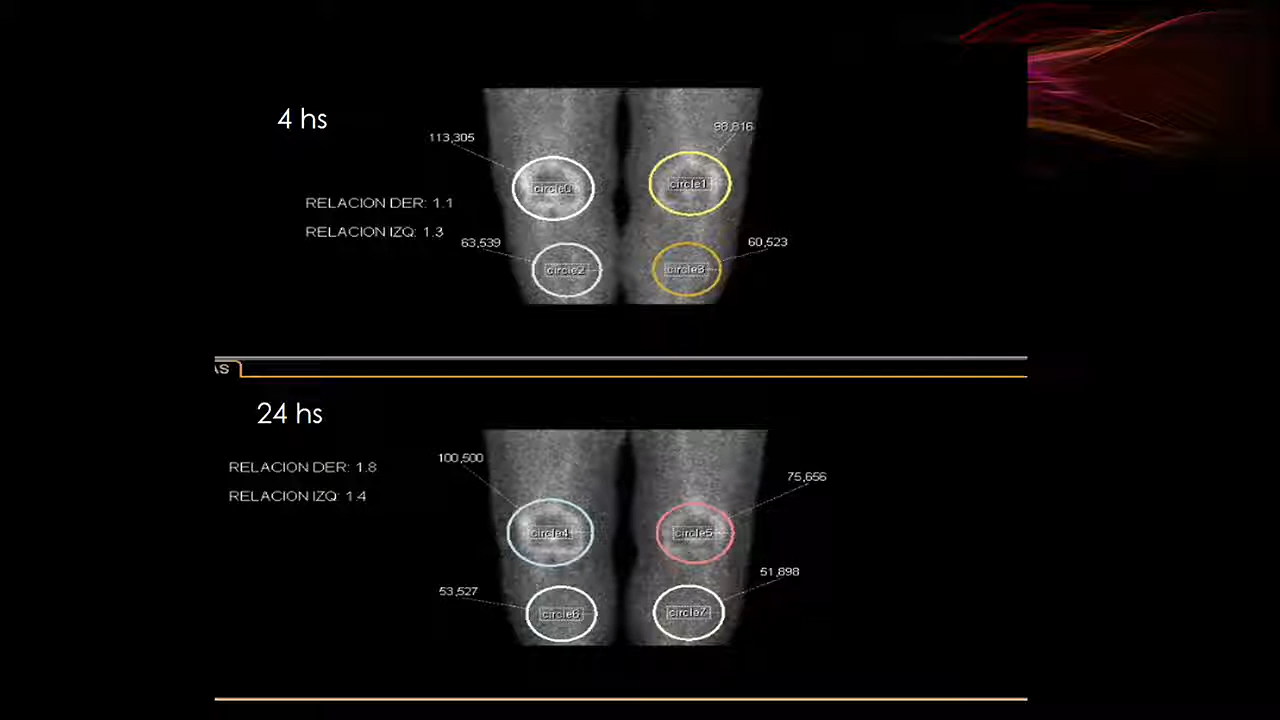 4 hs
113,305
98,816
circle0
circle1
RELACION DER: 1.1
RELACION IZQ: 1.3
63,539
60,523
circle2
circle3
AS
24 hs
RELACION DER: 1.8
RELACION IZQ: 1.4
100,500
75,656
circle4
circle5
53,527
51,898
circle6
circle7